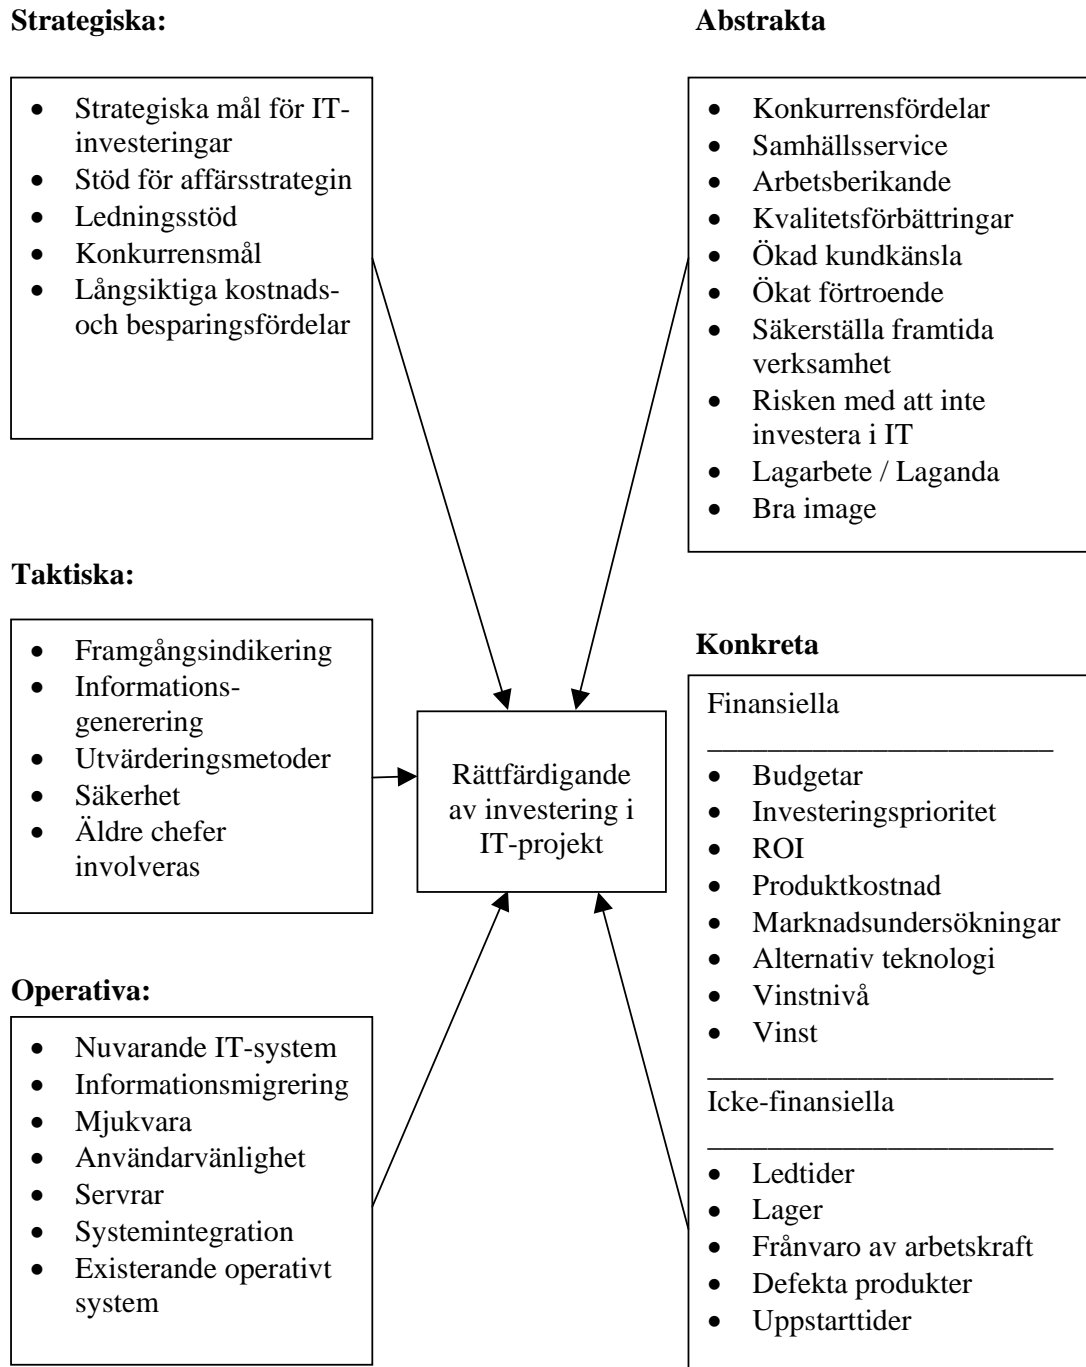 Strategiska:
• Strategiska mål för IT-
investeringar
• Stöd för affärsstrategin
• Ledningsstöd
• Konkurrensmål
• Långsiktiga kostnads-
och besparingsfördelar
Taktiska:
• Framgångsindikering
• Informations-
generering
• Utvärderingsmetoder
• Säkerhet
• Äldre chefer
involveras
Operativa:
• Nuvarande IT-system
• Informationsmigrering
• Mjukvara
• Användarvänlighet
• Servrar
• Systemintegration
• Existerande operativt
system
Rättfärdigande
av investering i
IT-projekt
Abstrakta
• Konkurrensfördelar
• Samhällsservice
• Arbetsberikande
• Kvalitetsförbättringar
• Ökad kundkänsla
• Ökat förtroende
• Säkerställa framtida
verksamhet
• Risken med att inte
investera i IT
• Lagarbete / Laganda
• Bra image
Konkreta
Finansiella
• Budgetar
• Investeringsprioritet
• ROI
• Produktkostnad
• Marknadsundersökningar
• Alternativ teknologi
• Vinstnivå
• Vinst
Icke-finansiella
• Ledtider
• Lager
• Frånvaro av arbetskraft
• Defekta produkter
• Uppstarttider